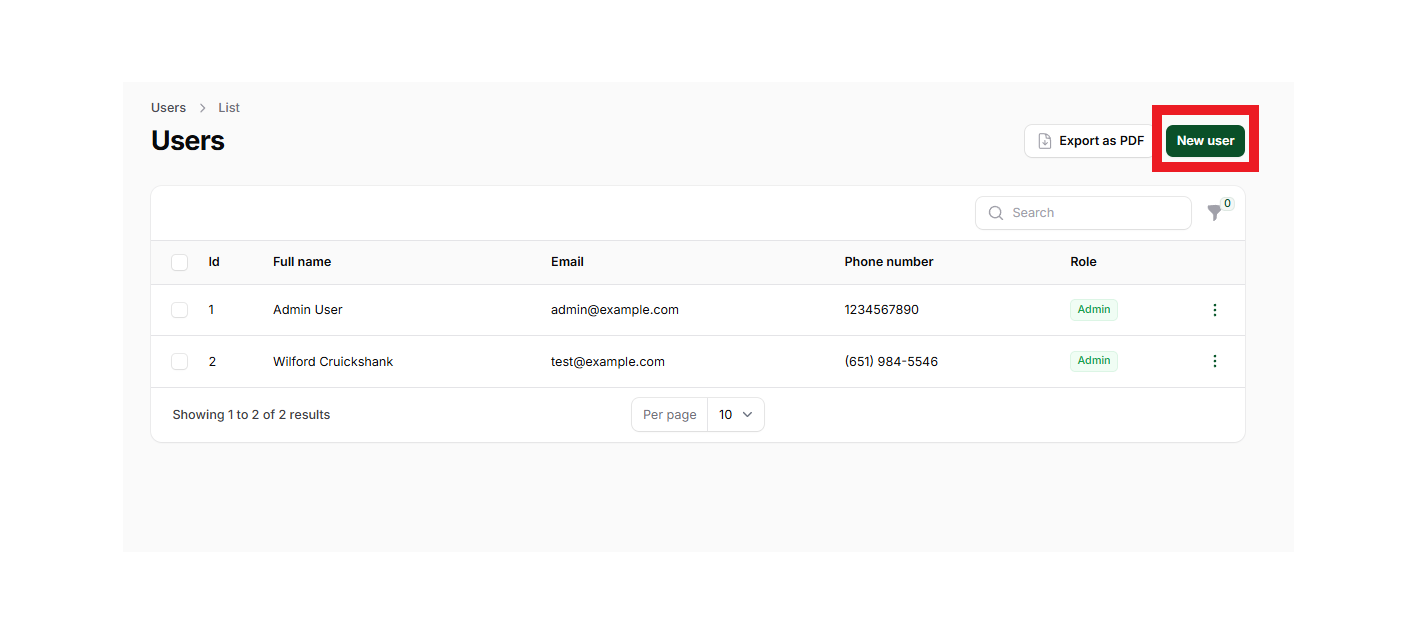 Users > List
Users
Export as PDF New user
Search 0
Id Full name Email Phone number Role
1 Admin User admin@example.com 1234567890 Admin
2 Wilford Cruickshank test@example.com (651) 984-5546 Admin
Showing 1 to 2 of 2 results Per page 10